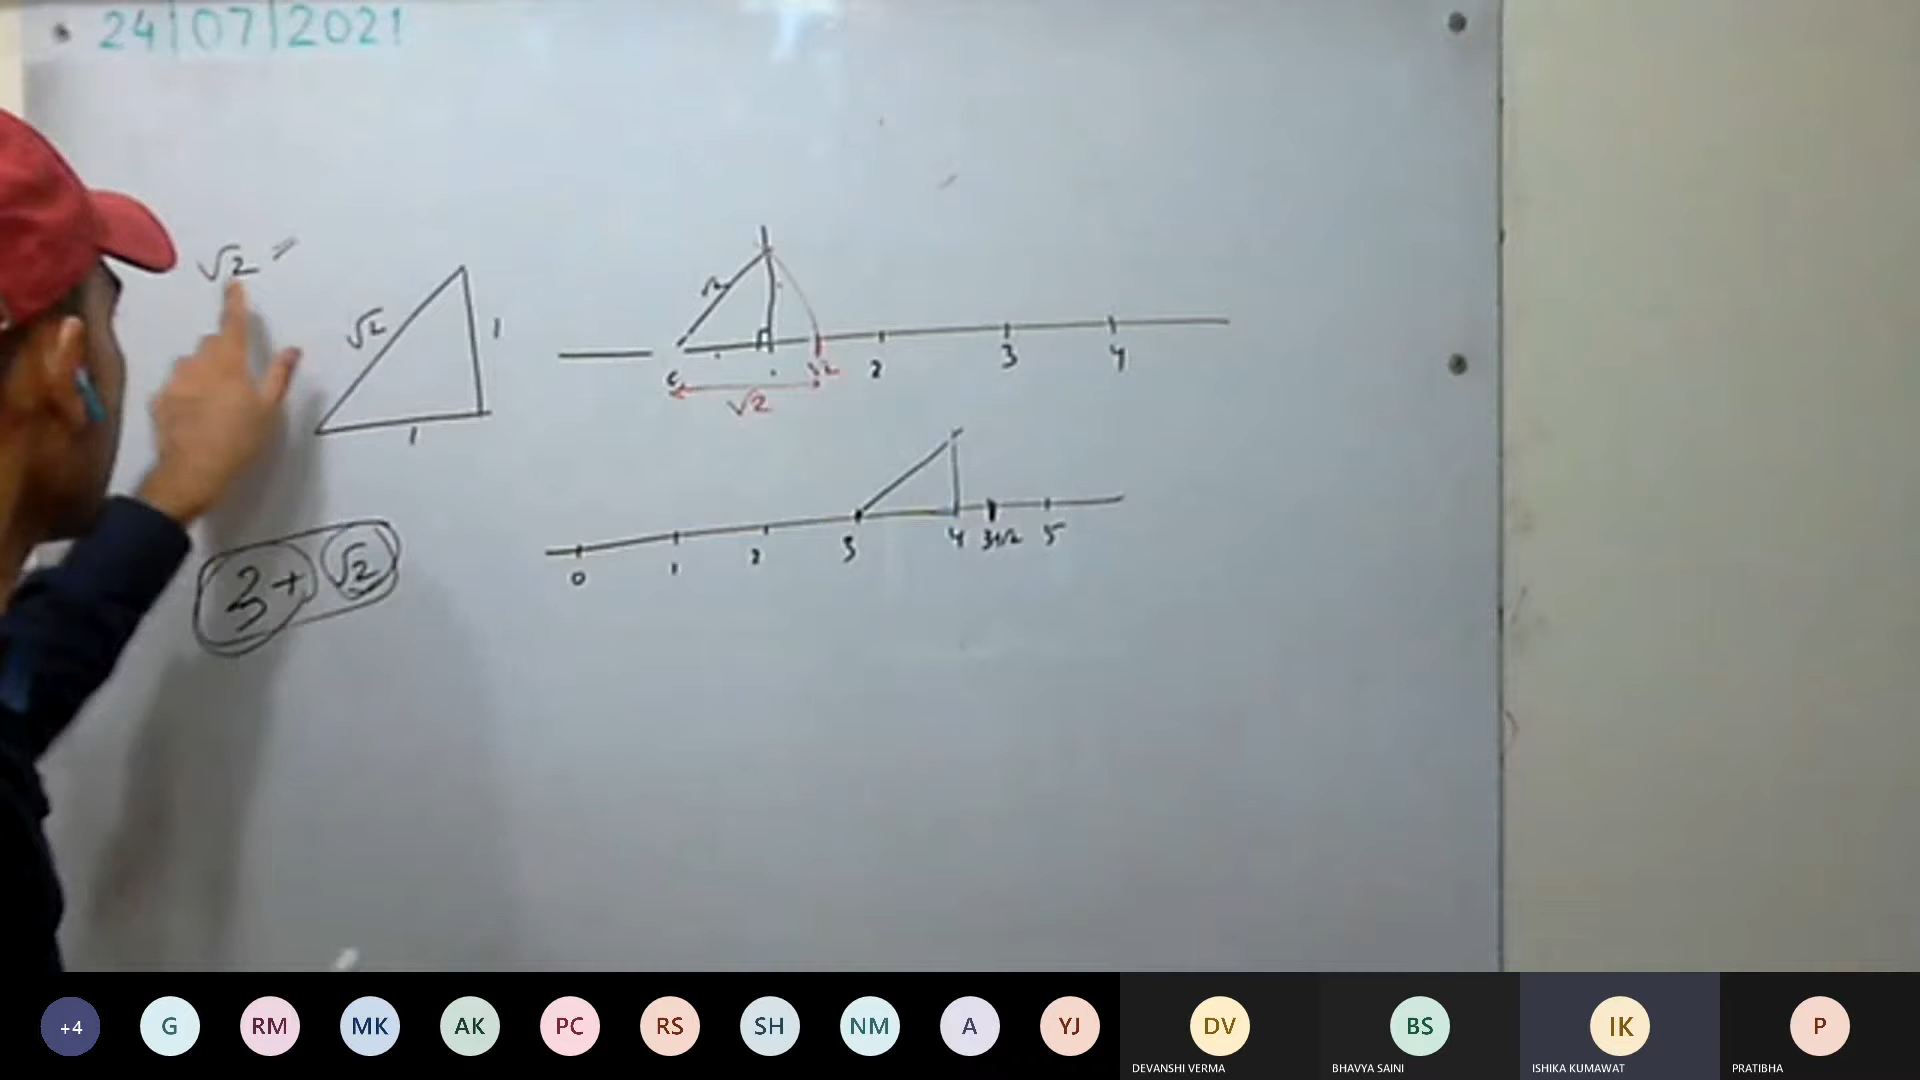 24|07|2021
√2 =
√2
1
1
√2
√2 2 3 4
√2
0 1 2 3 4 3+√2 5
3+√2
+4 G RM MK AK PC RS SH NM A YJ DV BS IK P
DEVANSHI VERMA BHAVYA SAINI ISHIKA KUMAWAT PRATIBHA